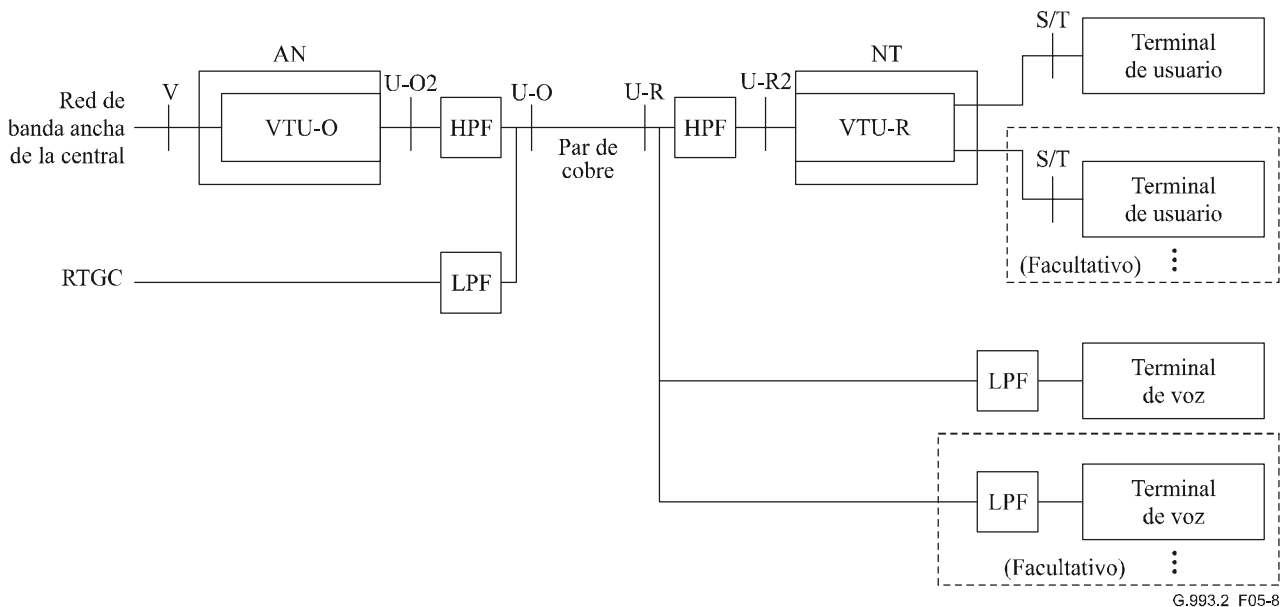 S/T
Terminal
de usuario
AN
NT
V
U-O2
U-O
U-R
U-R2
Red de
banda ancha
de la central
VTU-O
HPF
HPF
VTU-R
Par de
cobre
S/T
Terminal
de usuario
(Facultativo)
RTGC
LPF
LPF
Terminal
de voz
LPF
Terminal
de voz
(Facultativo)
G.993.2_F05-8